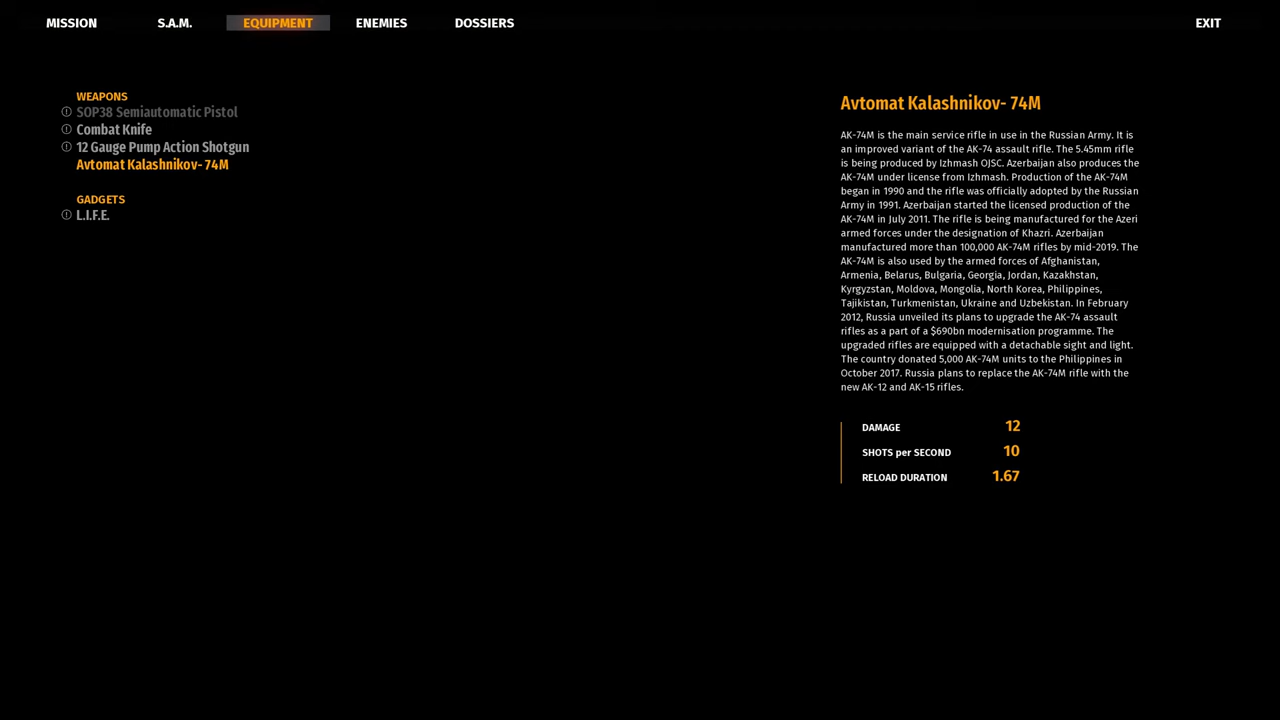 MISSION S.A.M. EQUIPMENT ENEMIES DOSSIERS EXIT
WEAPONS
SOP38 Semiautomatic Pistol
Combat Knife
12 Gauge Pump Action Shotgun
Avtomat Kalashnikov- 74M
GADGETS
L.I.F.E.
Avtomat Kalashnikov- 74M
AK-74M is the main service rifle in use in the Russian Army. It is
an improved variant of the AK-74 assault rifle. The 5.45mm rifle
is being produced by Izhmash OJSC. Azerbaijan also produces the
AK-74M under license from Izhmash. Production of the AK-74M
began in 1990 and the rifle was officially adopted by the Russian
Army in 1991. Azerbaijan started the licensed production of the
AK-74M in July 2011. The rifle is being manufactured for the Azeri
armed forces under the designation of Khazri. Azerbaijan
manufactured more than 100,000 AK-74M rifles by mid-2019. The
AK-74M is also used by the armed forces of Afghanistan,
Armenia, Belarus, Bulgaria, Georgia, Jordan, Kazakhstan,
Kyrgyzstan, Moldova, Mongolia, North Korea, Philippines,
Tajikistan, Turkmenistan, Ukraine and Uzbekistan. In February
2012, Russia unveiled its plans to upgrade the AK-74 assault
rifles as a part of a $690bn modernisation programme. The
upgraded rifles are equipped with a detachable sight and light.
The country donated 5,000 AK-74M units to the Philippines in
October 2017. Russia plans to replace the AK-74M rifle with the
new AK-12 and AK-15 rifles.
DAMAGE 12
SHOTS per SECOND 10
RELOAD DURATION 1.67